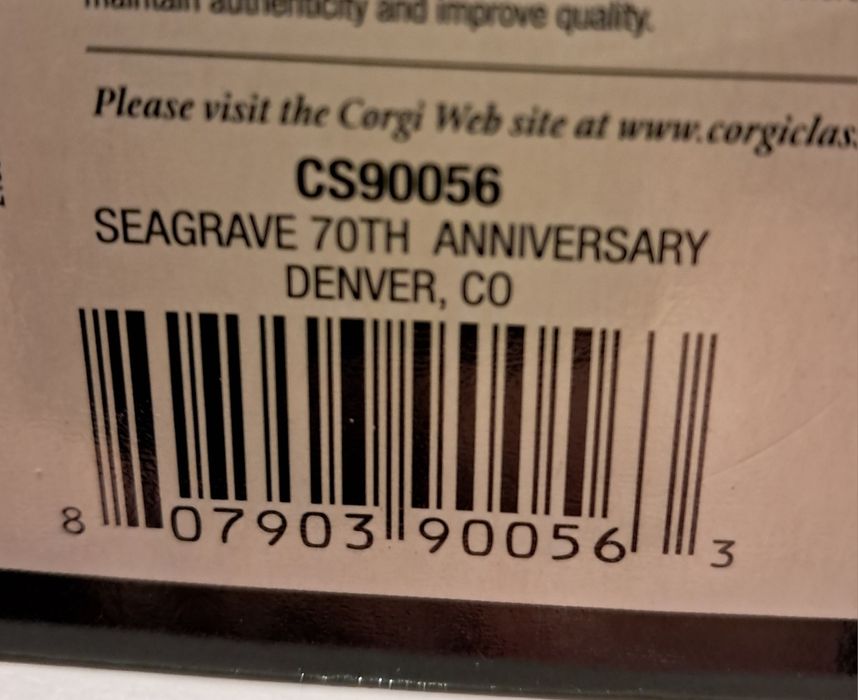 maintain authenticity and improve quality.
Please visit the Corgi Web site at www.corgiclas
CS90056
SEAGRAVE 70TH ANNIVERSARY
DENVER, CO
8 07903 90056 3